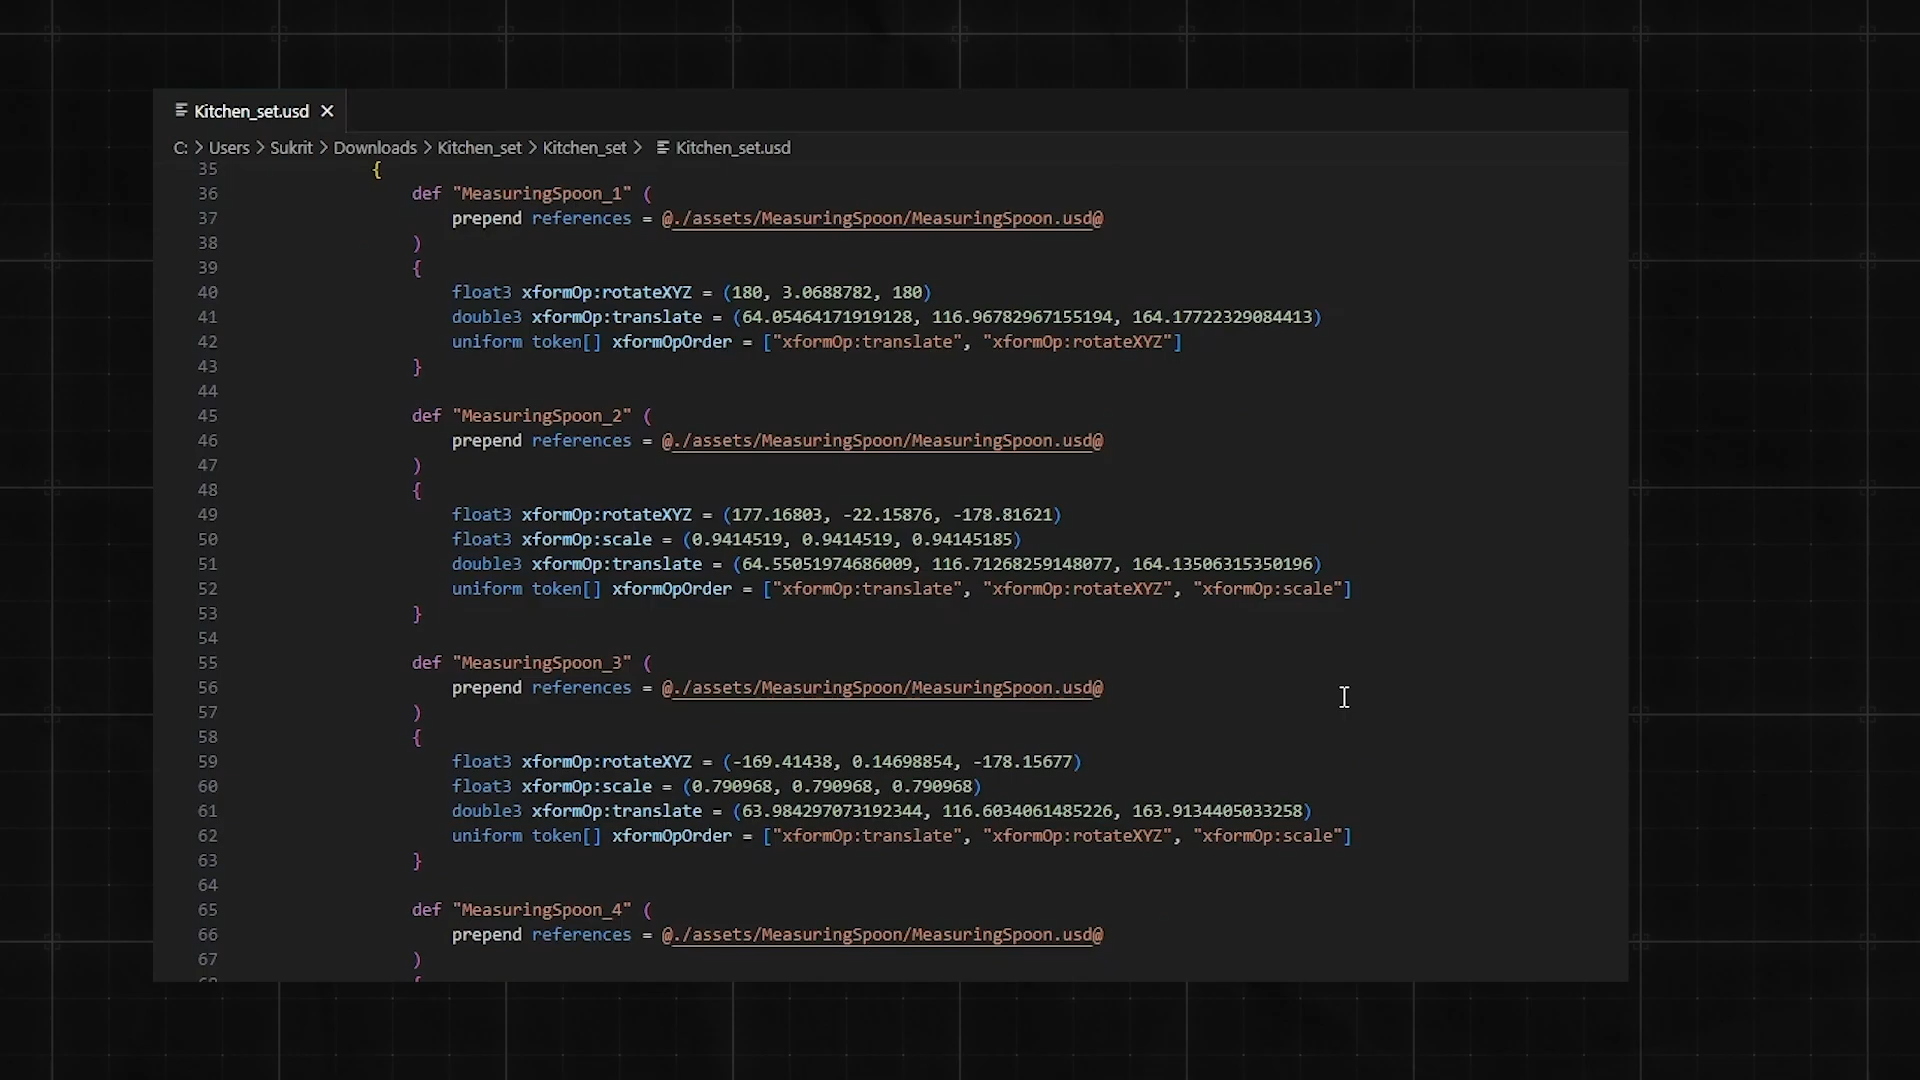 Kitchen_set.usd ×
C: > Users > Sukrit > Downloads > Kitchen_set > Kitchen_set > Kitchen_set.usd
35 {
36 def "MeasuringSpoon_1" (
37 prepend references = @./assets/MeasuringSpoon/MeasuringSpoon.usd@
38 )
39 {
40 float3 xformOp:rotateXYZ = (180, 3.0688782, 180)
41 double3 xformOp:translate = (64.05464171919128, 116.96782967155194, 164.17722329084413)
42 uniform token[] xformOpOrder = ["xformOp:translate", "xformOp:rotateXYZ"]
43 }
44
45 def "MeasuringSpoon_2" (
46 prepend references = @./assets/MeasuringSpoon/MeasuringSpoon.usd@
47 )
48 {
49 float3 xformOp:rotateXYZ = (177.16803, -22.15876, -178.81621)
50 float3 xformOp:scale = (0.9414519, 0.9414519, 0.94145185)
51 double3 xformOp:translate = (64.55051974686009, 116.71268259148077, 164.13506315350196)
52 uniform token[] xformOpOrder = ["xformOp:translate", "xformOp:rotateXYZ", "xformOp:scale"]
53 }
54
55 def "MeasuringSpoon_3" (
56 prepend references = @./assets/MeasuringSpoon/MeasuringSpoon.usd@
57 )
58 {
59 float3 xformOp:rotateXYZ = (-169.41438, 0.14698854, -178.15677)
60 float3 xformOp:scale = (0.790968, 0.790968, 0.790968)
61 double3 xformOp:translate = (63.984297073192344, 116.6034061485226, 163.9134405033258)
62 uniform token[] xformOpOrder = ["xformOp:translate", "xformOp:rotateXYZ", "xformOp:scale"]
63 }
64
65 def "MeasuringSpoon_4" (
66 prepend references = @./assets/MeasuringSpoon/MeasuringSpoon.usd@
67 )